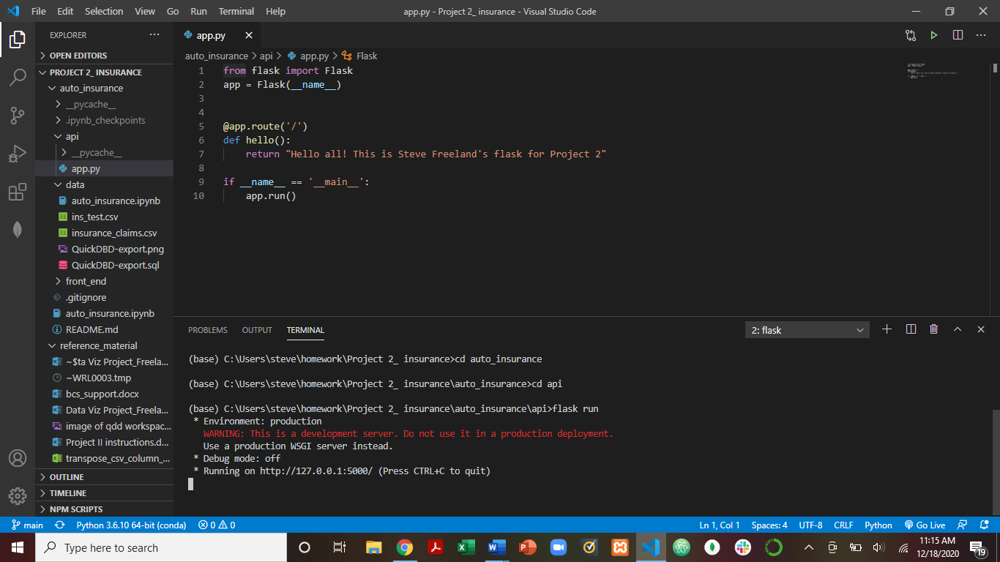 File Edit Selection View Go Run Terminal Help
app.py - Project 2_ insurance - Visual Studio Code
EXPLORER
OPEN EDITORS
PROJECT 2_ INSURANCE
auto_insurance
__pycache__
.ipynb_checkpoints
api
__pycache__
app.py
data
auto_insurance.ipynb
ins_test.csv
insurance_claims.csv
QuickDBD-export.png
QuickDBD-export.sql
front_end
.gitignore
auto_insurance.ipynb
README.md
reference_material
~$ta Viz Project_Freela...
~WRL0003.tmp
bcs_support.docx
Data Viz Project_Freela...
image of qdd workspac...
Project II instructions.d...
transpose_csv_column_...
OUTLINE
TIMELINE
NPM SCRIPTS
app.py
auto_insurance > api > app.py > Flask
1 from flask import Flask
2 app = Flask(__name__)
3
4
5 @app.route('/')
6 def hello():
7 return "Hello all! This is Steve Freeland's flask for Project 2"
8
9 if __name__ == '__main__':
10 app.run()
PROBLEMS OUTPUT TERMINAL
2: flask
(base) C:\Users\steve\homework\Project 2_ insurance>cd auto_insurance
(base) C:\Users\steve\homework\Project 2_ insurance\auto_insurance>cd api
(base) C:\Users\steve\homework\Project 2_ insurance\auto_insurance\api>flask run
* Environment: production
WARNING: This is a development server. Do not use it in a production deployment.
Use a production WSGI server instead.
* Debug mode: off
* Running on http://127.0.0.1:5000/ (Press CTRL+C to quit)
main Python 3.6.10 64-bit (conda) 0 0
Ln 1, Col 1 Spaces: 4 UTF-8 CRLF Python Go Live
Type here to search
11:15 AM
12/18/2020
19